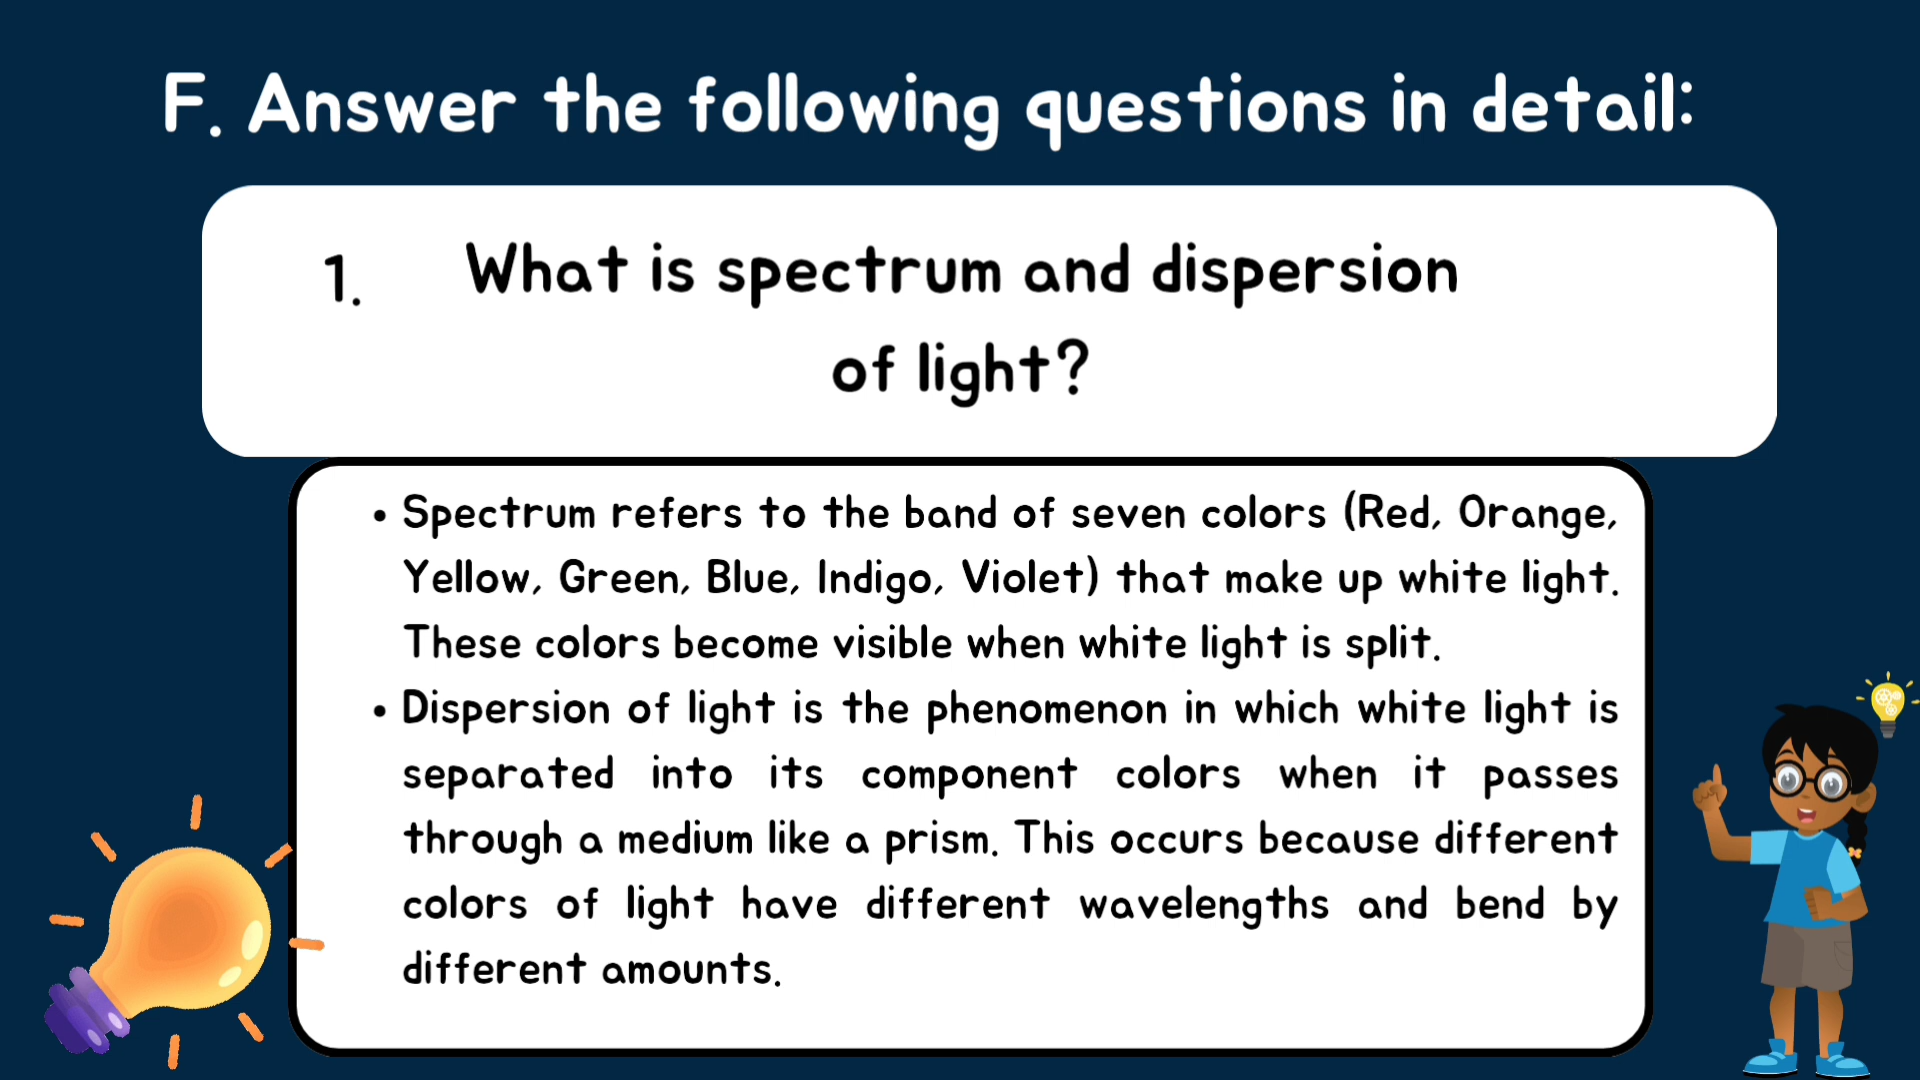 F. Answer the following questions in detail:
1. What is spectrum and dispersion
of light?
• Spectrum refers to the band of seven colors (Red, Orange,
Yellow, Green, Blue, Indigo, Violet) that make up white light.
These colors become visible when white light is split.
• Dispersion of light is the phenomenon in which white light is
separated into its component colors when it passes
through a medium like a prism. This occurs because different
colors of light have different wavelengths and bend by
different amounts.